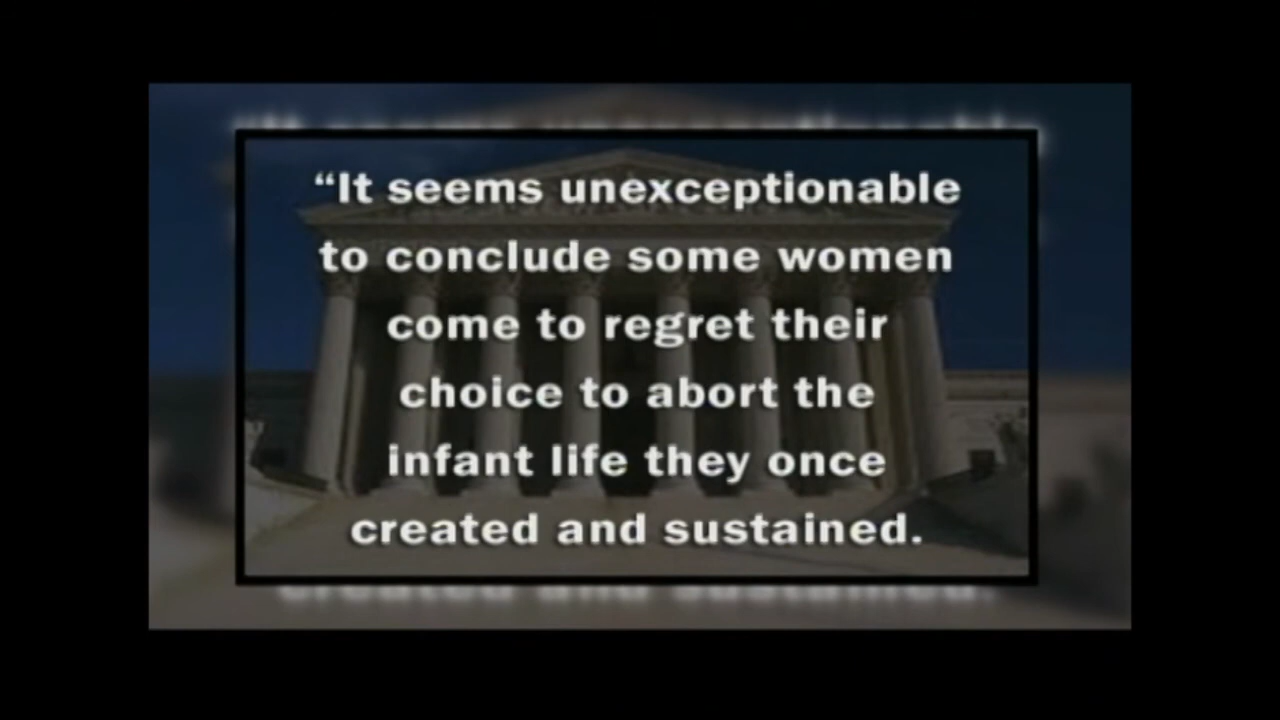 “It seems unexceptionable
to conclude some women
come to regret their
choice to abort the
infant life they once
created and sustained.